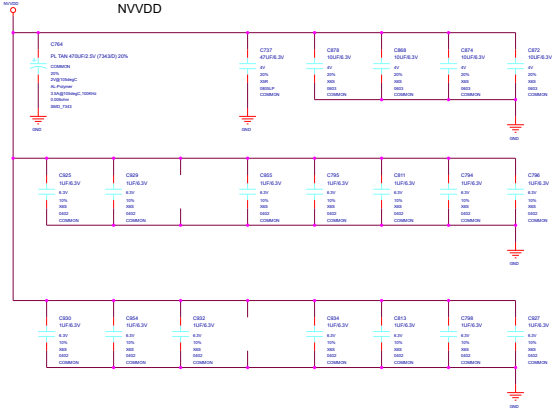 NVVDD
NVVDD
C764
PL TAN 470UF/2.5V (7343/D) 20%
COMMON
20%
2V@105degC
AL-Polymer
3.9A@105degC,100KHz
0.009ohm
SMD_7343
GND
C737
47UF/6.3V
4V
20%
X5R
0805LP
COMMON
GND
C878
10UF/6.3V
4V
20%
X6S
0603
COMMON
C868
10UF/6.3V
4V
20%
X6S
0603
COMMON
C874
10UF/6.3V
4V
20%
X6S
0603
COMMON
C872
10UF/6.3V
4V
20%
X6S
0603
COMMON
GND
C925
1UF/6.3V
6.3V
10%
X6S
0402
COMMON
C929
1UF/6.3V
6.3V
10%
X6S
0402
COMMON
C955
1UF/6.3V
6.3V
10%
X6S
0402
COMMON
C795
1UF/6.3V
6.3V
10%
X6S
0402
COMMON
C811
1UF/6.3V
6.3V
10%
X6S
0402
COMMON
C794
1UF/6.3V
6.3V
10%
X6S
0402
COMMON
C796
1UF/6.3V
6.3V
10%
X6S
0402
COMMON
GND
C930
1UF/6.3V
6.3V
10%
X6S
0402
COMMON
C954
1UF/6.3V
6.3V
10%
X6S
0402
COMMON
C932
1UF/6.3V
6.3V
10%
X6S
0402
COMMON
C934
1UF/6.3V
6.3V
10%
X6S
0402
COMMON
C813
1UF/6.3V
6.3V
10%
X6S
0402
COMMON
C798
1UF/6.3V
6.3V
10%
X6S
0402
COMMON
C927
1UF/6.3V
6.3V
10%
X6S
0402
COMMON
GND